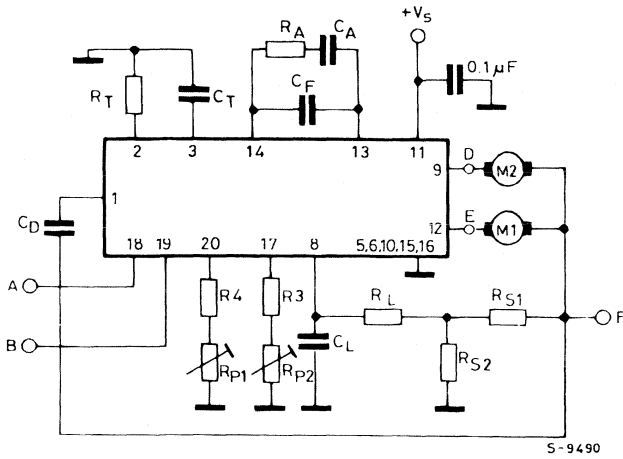 +VS
RA CA
0.1µF
CF
RT CT
2 3 14 13 11
D
9
M2
1
E
CD
12
M1
18 19 20 17 8 5,6,10,15,16
A
R4 R3
RL RS1
F
B
CL
RP1 RP2 RS2
S-9490